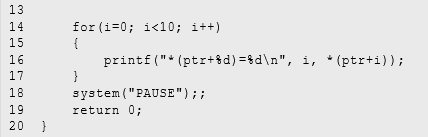 13
14 for(i=0; i<10; i++)
15 {
16 printf("*(ptr+%d)=%d\n", i, *(ptr+i));
17 }
18 system("PAUSE");;
19 return 0;
20 }